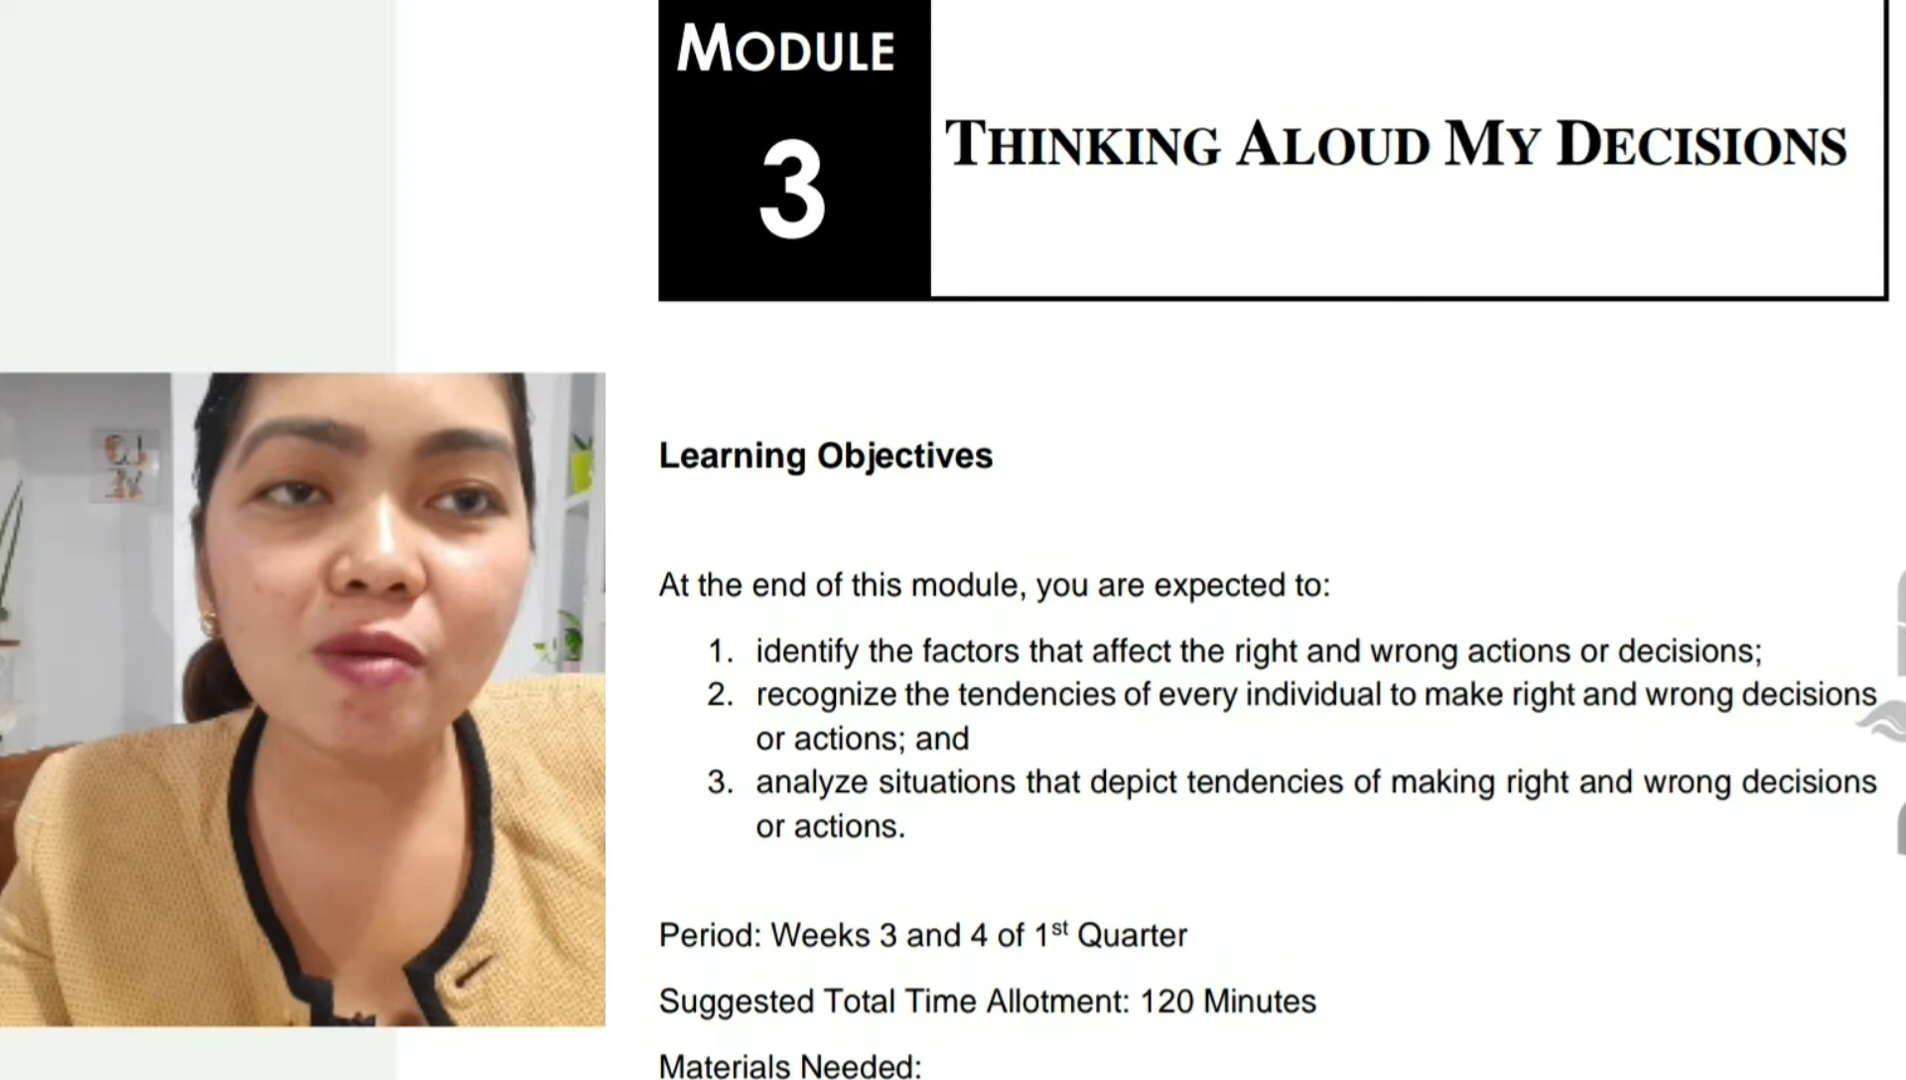 MODULE
3
THINKING ALOUD MY DECISIONS
Learning Objectives
At the end of this module, you are expected to:
1. identify the factors that affect the right and wrong actions or decisions;
2. recognize the tendencies of every individual to make right and wrong decisions
or actions; and
3. analyze situations that depict tendencies of making right and wrong decisions
or actions.
Period: Weeks 3 and 4 of 1st Quarter
Suggested Total Time Allotment: 120 Minutes
Materials Needed: